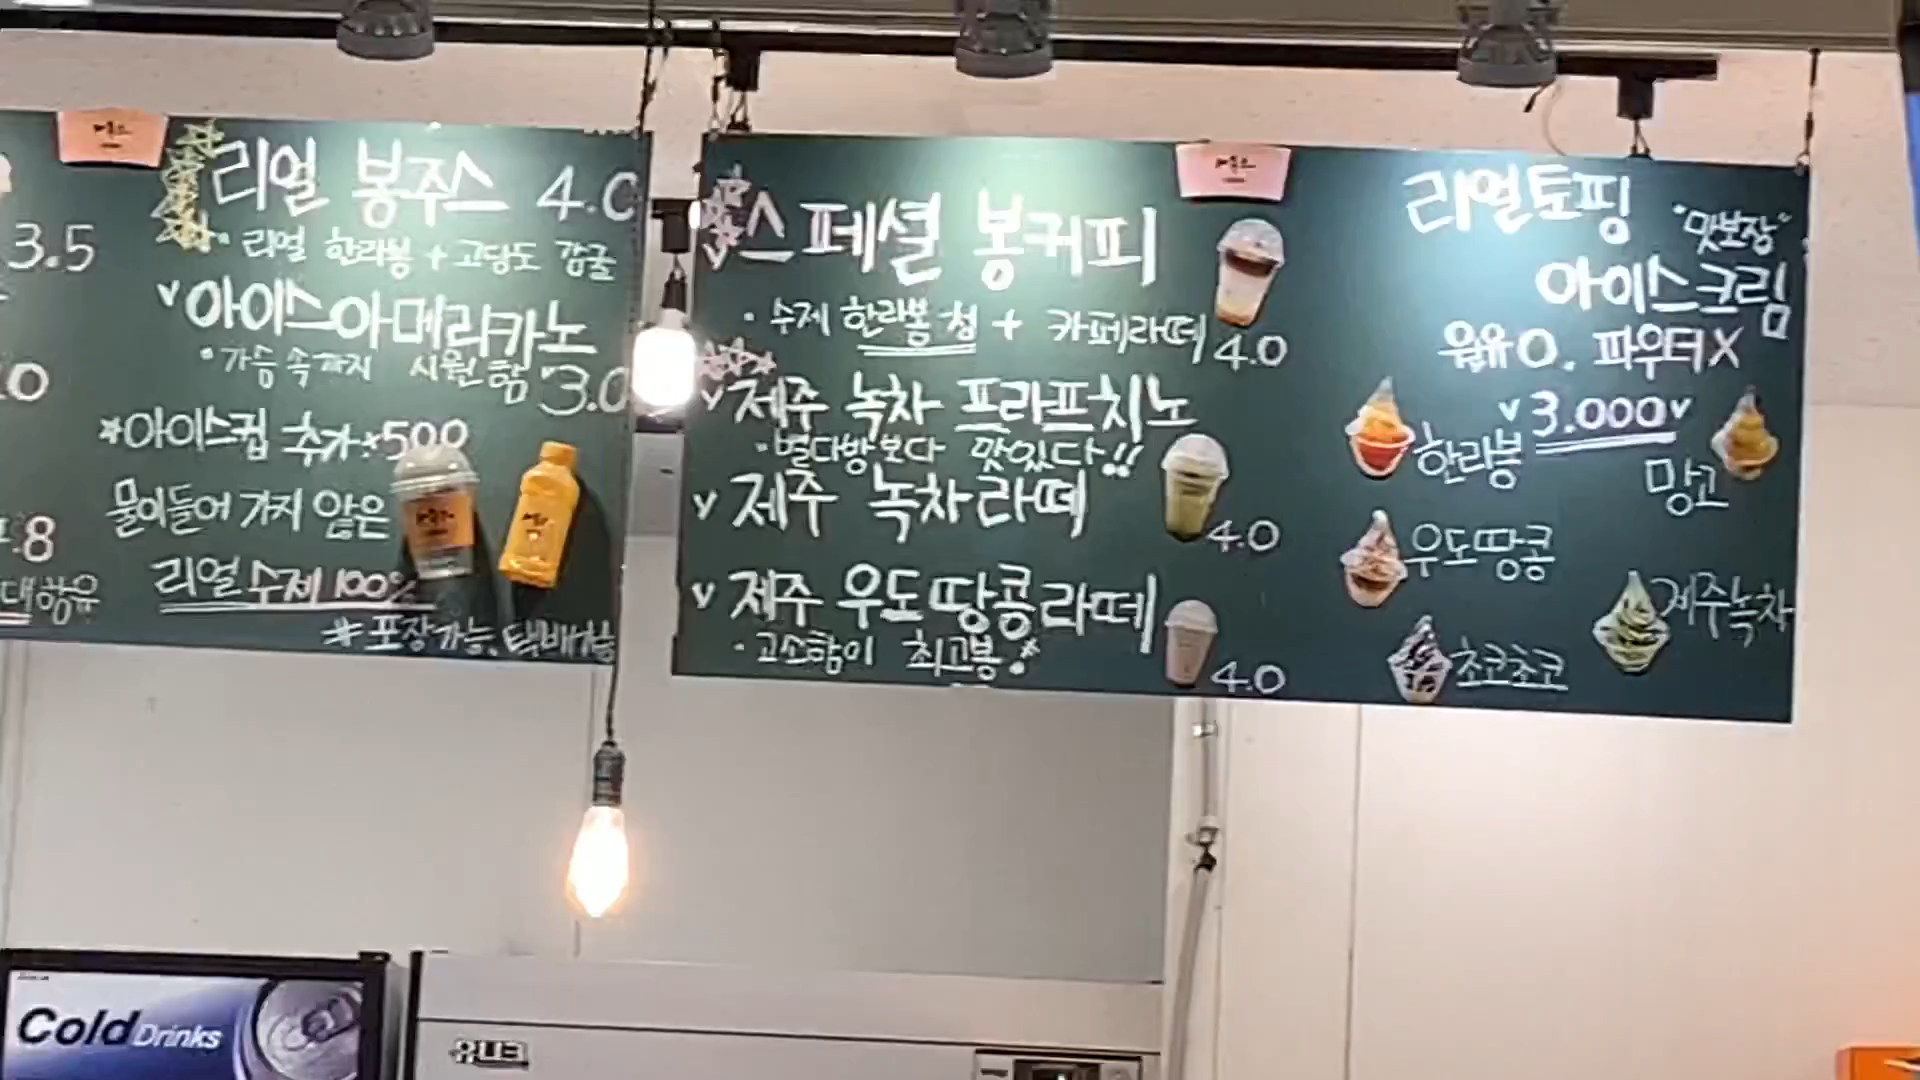 3.5
.8
대함유
리얼 봉주스 4.0
리얼 한라봉 + 고당도 감귤
아이스아메리카노
가슴속까지 시원함 3.0
*아이스컵 추가:+500
물이들어가지 않은
리얼수제 100%
*포장가능, 택배가능
스페셜 봉커피
수제 한라봉청 + 카페라떼 4.0
제주 녹차 프라프치노
별다방보다 맛있다!!
제주 녹차라떼 4.0
제주 우도땅콩라떼
고소함이 최고봉 4.0
리얼토핑
"맛보장"
아이스크림
우유O. 파우더X
3.000
한라봉
망고
우도땅콩
제주녹차
초코초코
Cold Drinks
유니크